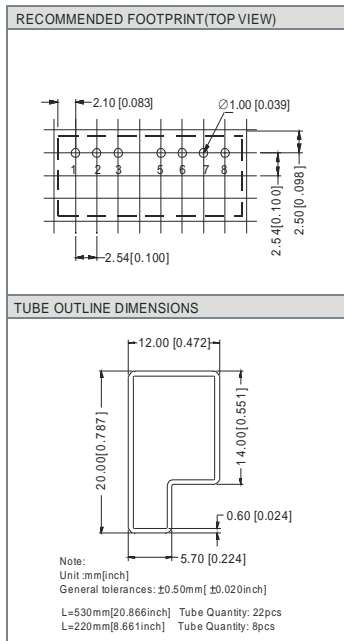 RECOMMENDED FOOTPRINT(TOP VIEW)
2.10 [0.083]
Ø1.00 [0.039]
1 2 3 5 6 7 8
2.54[0.100]
2.50 [0.098]
2.54[0.100]
TUBE OUTLINE DIMENSIONS
12.00 [0.472]
20.00[0.787]
14.00[0.551]
0.60 [0.024]
5.70 [0.224]
Note:
Unit :mm[inch]
General tolerances: ±0.50mm[ ±0.020inch]
L=530mm[20.866inch] Tube Quantity: 22pcs
L=220mm[8.661inch] Tube Quantity: 8pcs